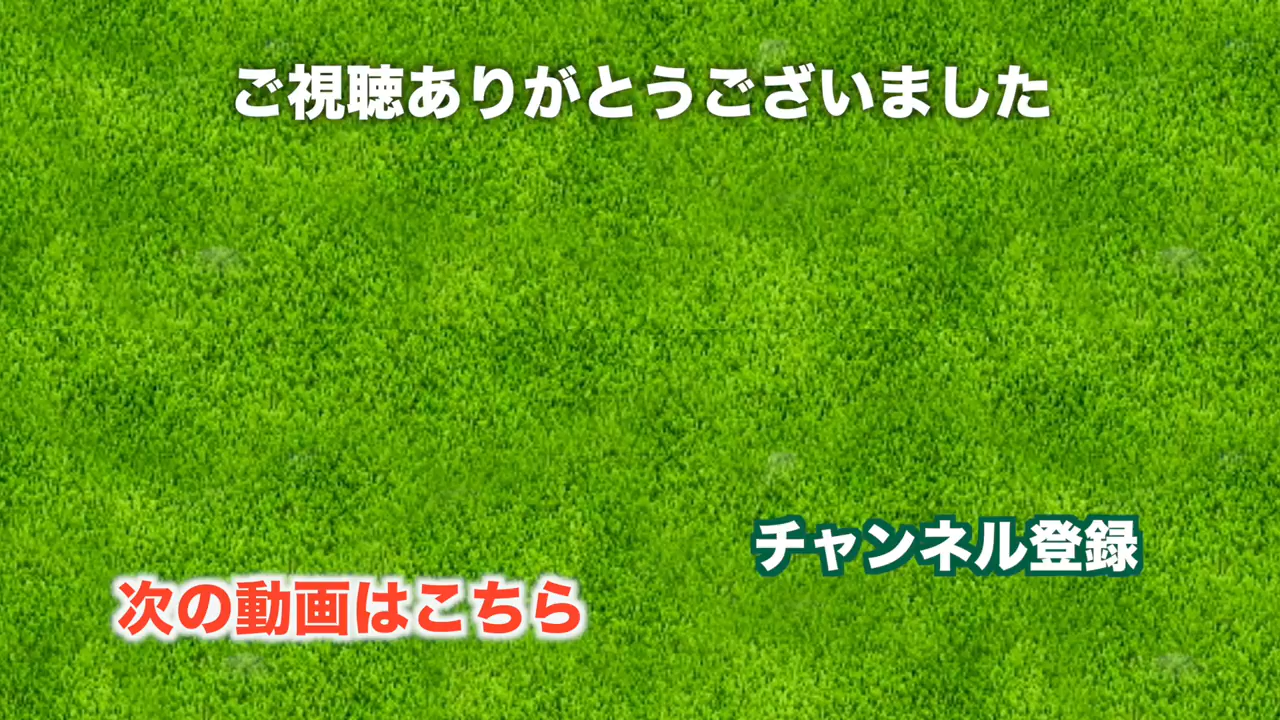 ご視聴ありがとうございました
チャンネル登録
次の動画はこちら